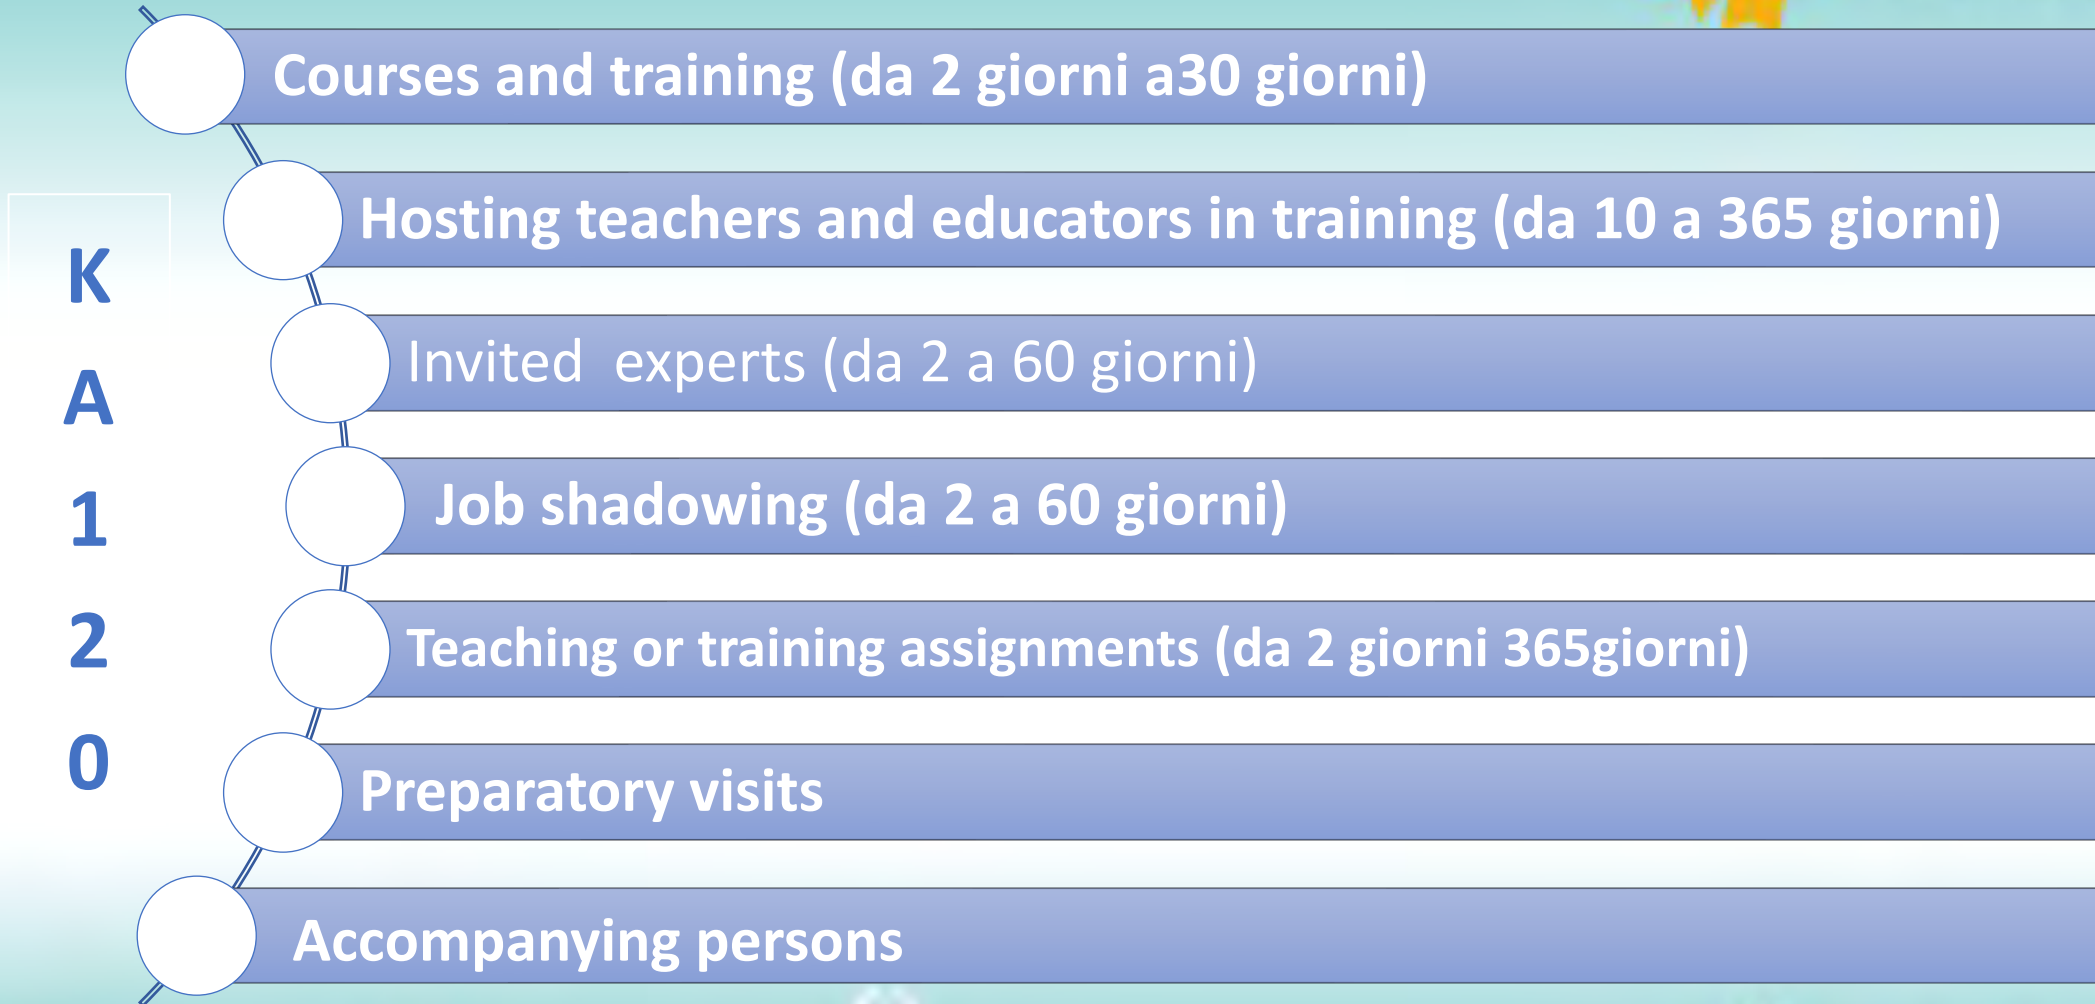 Courses and training (da 2 giorni a30 giorni)
Hosting teachers and educators in training (da 10 a 365 giorni)
Invited  experts (da 2 a 60 giorni)
Job shadowing (da 2 a 60 giorni)
Teaching or training assignments (da 2 giorni 365giorni)
Preparatory visits
Accompanying persons
K
A
1
2
0